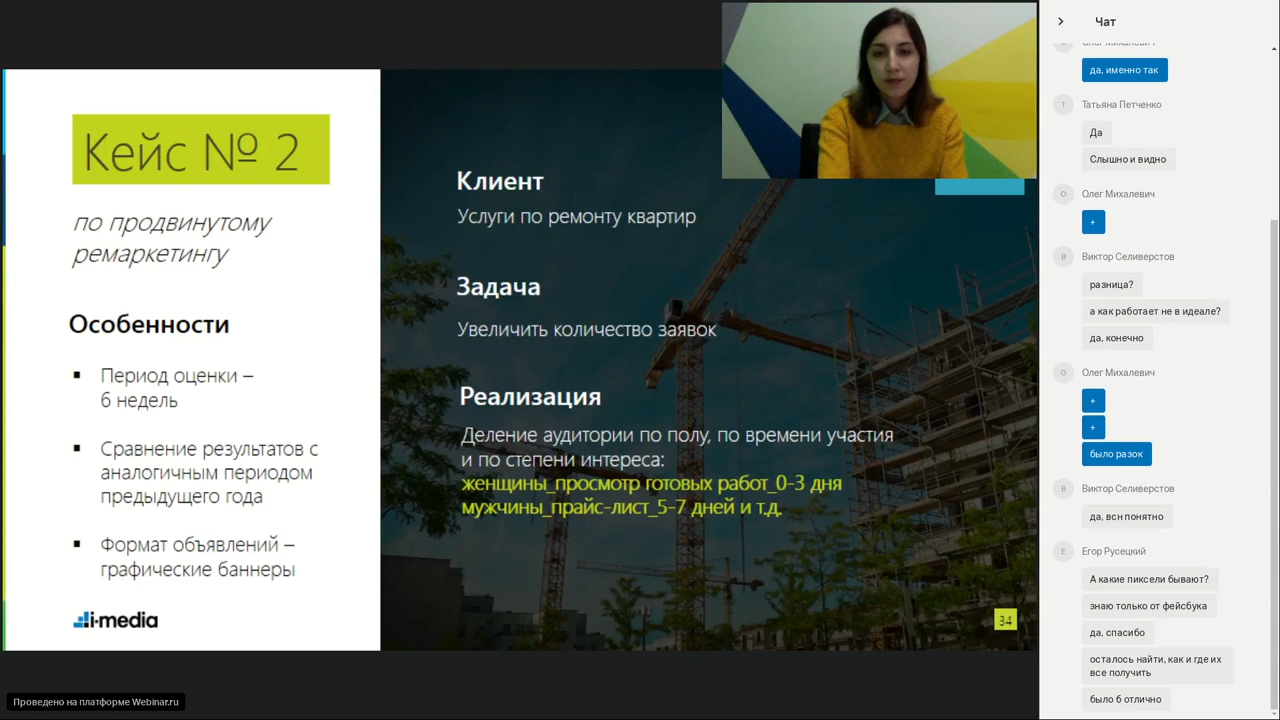 Кейс № 2
по продвинутому
ремаркетингу
Особенности
Период оценки –
6 недель
Сравнение результатов с
аналогичным периодом
предыдущего года
Формат объявлений –
графические баннеры
i-media
Клиент
Услуги по ремонту квартир
Задача
Увеличить количество заявок
Реализация
Деление аудитории по полу, по времени участия
и по степени интереса:
женщины_просмотр готовых работ_0-3 дня
мужчины_прайс-лист_5-7 дней и т.д.
34
Проведено на платформе Webinar.ru
Чат
Олег Михалевич
да, именно так
Т
Татьяна Петченко
Да
Слышно и видно
О
Олег Михалевич
+
В
Виктор Селиверстов
разница?
а как работает не в идеале?
да, конечно
О
Олег Михалевич
+
+
было разок
В
Виктор Селиверстов
да, всн понятно
Е
Егор Русецкий
А какие пиксели бывают?
знаю только от фейсбука
да, спасибо
осталось найти, как и где их
все получить
было б отлично